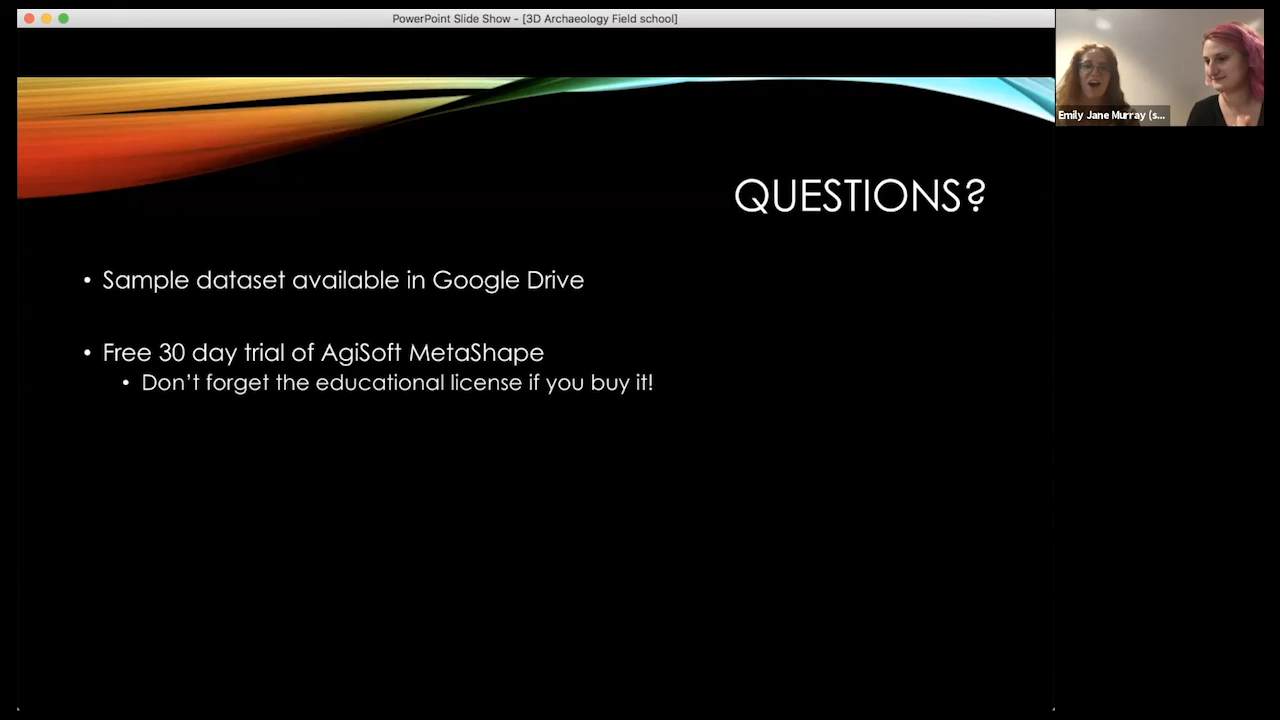 PowerPoint Slide Show - [3D Archaeology Field school]
Emily Jane Murray (s...
QUESTIONS?
• Sample dataset available in Google Drive
• Free 30 day trial of AgiSoft MetaShape
• Don't forget the educational license if you buy it!